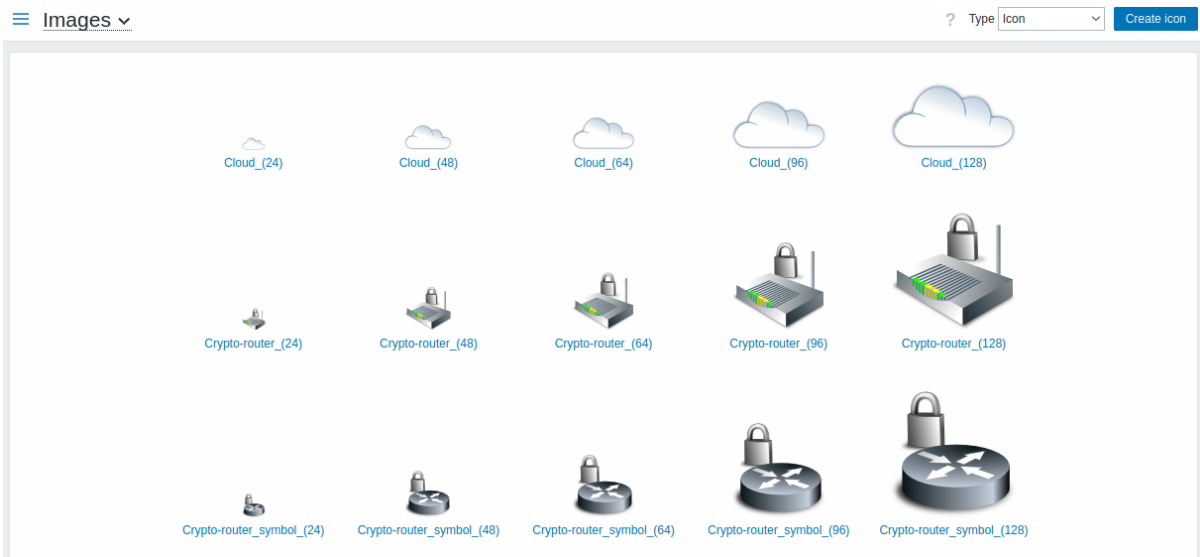 Images
? Type Icon Create icon
Cloud_(24) Cloud_(48) Cloud_(64) Cloud_(96) Cloud_(128)
Crypto-router_(24) Crypto-router_(48) Crypto-router_(64) Crypto-router_(96) Crypto-router_(128)
Crypto-router_symbol_(24) Crypto-router_symbol_(48) Crypto-router_symbol_(64) Crypto-router_symbol_(96) Crypto-router_symbol_(128)